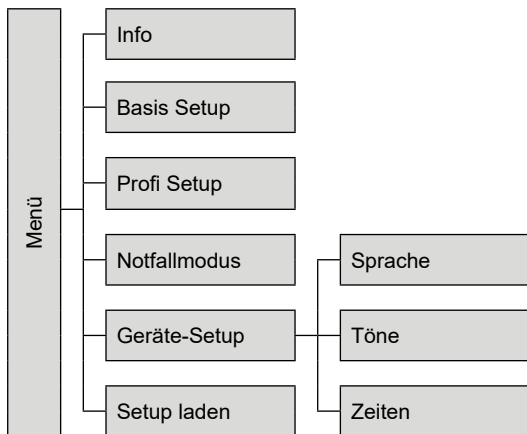 Menü
Info
Basis Setup
Profi Setup
Notfallmodus
Geräte-Setup
Setup laden
Sprache
Töne
Zeiten